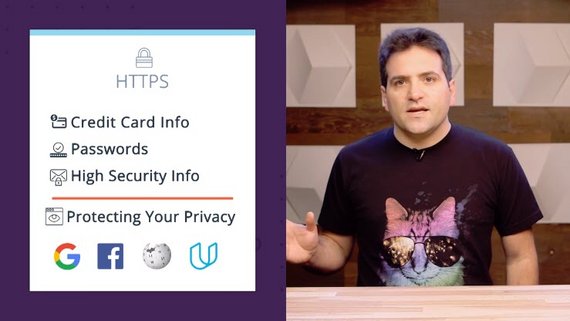 HTTPS
Credit Card Info
Passwords
High Security Info
Protecting Your Privacy